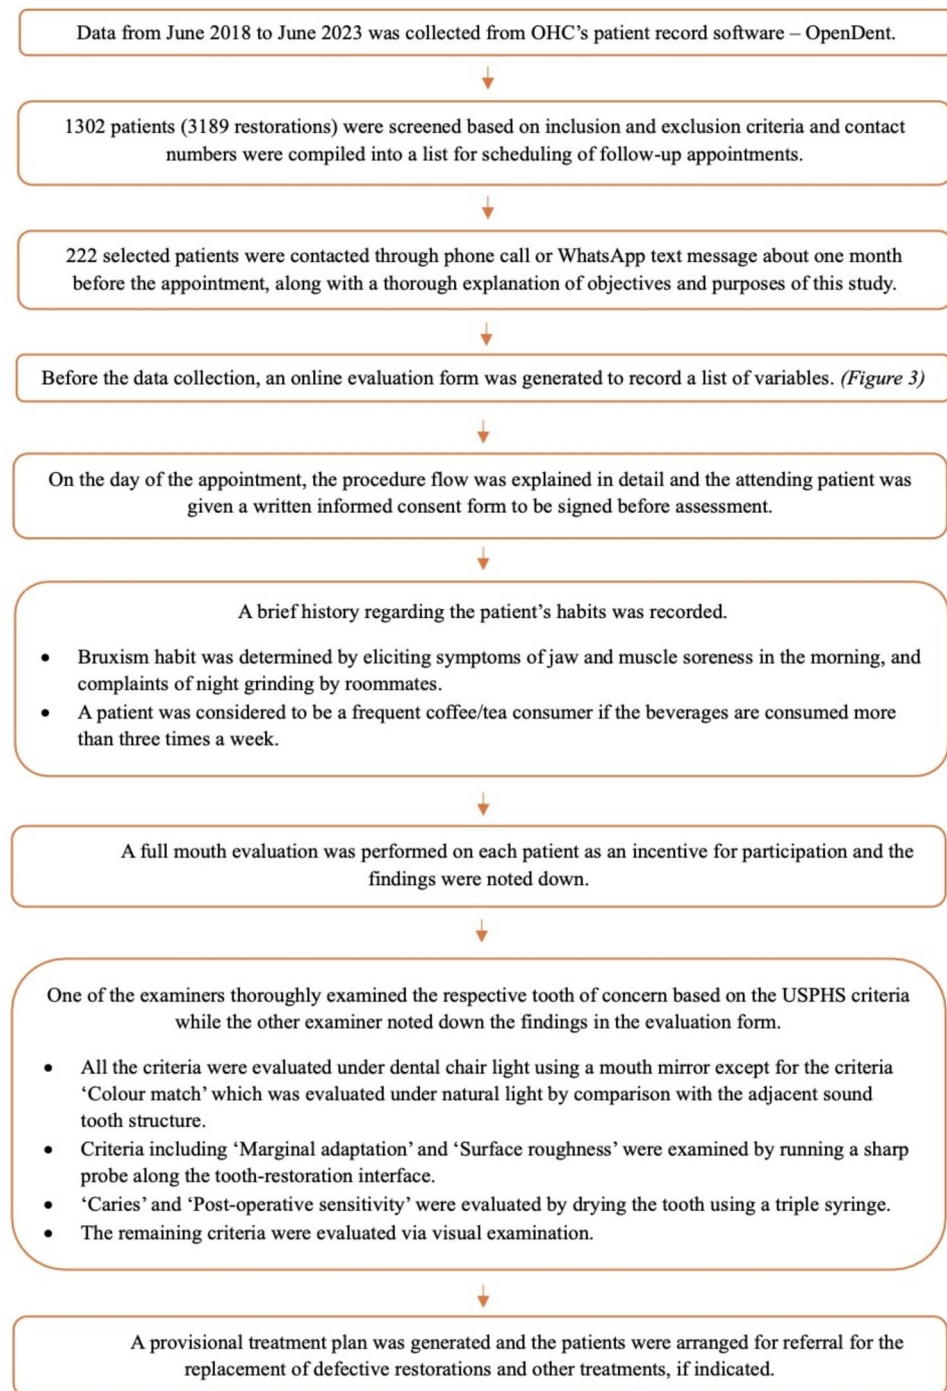 Data from June 2018 to June 2023 was collected from OHC’s patient record software – OpenDent.
1302 patients (3189 restorations) were screened based on inclusion and exclusion criteria and contact
numbers were compiled into a list for scheduling of follow-up appointments.
222 selected patients were contacted through phone call or WhatsApp text message about one month
before the appointment, along with a thorough explanation of objectives and purposes of this study.
Before the data collection, an online evaluation form was generated to record a list of variables. (Figure 3)
On the day of the appointment, the procedure flow was explained in detail and the attending patient was
given a written informed consent form to be signed before assessment.
A brief history regarding the patient’s habits was recorded.
• Bruxism habit was determined by eliciting symptoms of jaw and muscle soreness in the morning, and
complaints of night grinding by roommates.
• A patient was considered to be a frequent coffee/tea consumer if the beverages are consumed more
than three times a week.
A full mouth evaluation was performed on each patient as an incentive for participation and the
findings were noted down.
One of the examiners thoroughly examined the respective tooth of concern based on the USPHS criteria
while the other examiner noted down the findings in the evaluation form.
• All the criteria were evaluated under dental chair light using a mouth mirror except for the criteria
‘Colour match’ which was evaluated under natural light by comparison with the adjacent sound
tooth structure.
• Criteria including ‘Marginal adaptation’ and ‘Surface roughness’ were examined by running a sharp
probe along the tooth-restoration interface.
• ‘Caries’ and ‘Post-operative sensitivity’ were evaluated by drying the tooth using a triple syringe.
• The remaining criteria were evaluated via visual examination.
A provisional treatment plan was generated and the patients were arranged for referral for the
replacement of defective restorations and other treatments, if indicated.